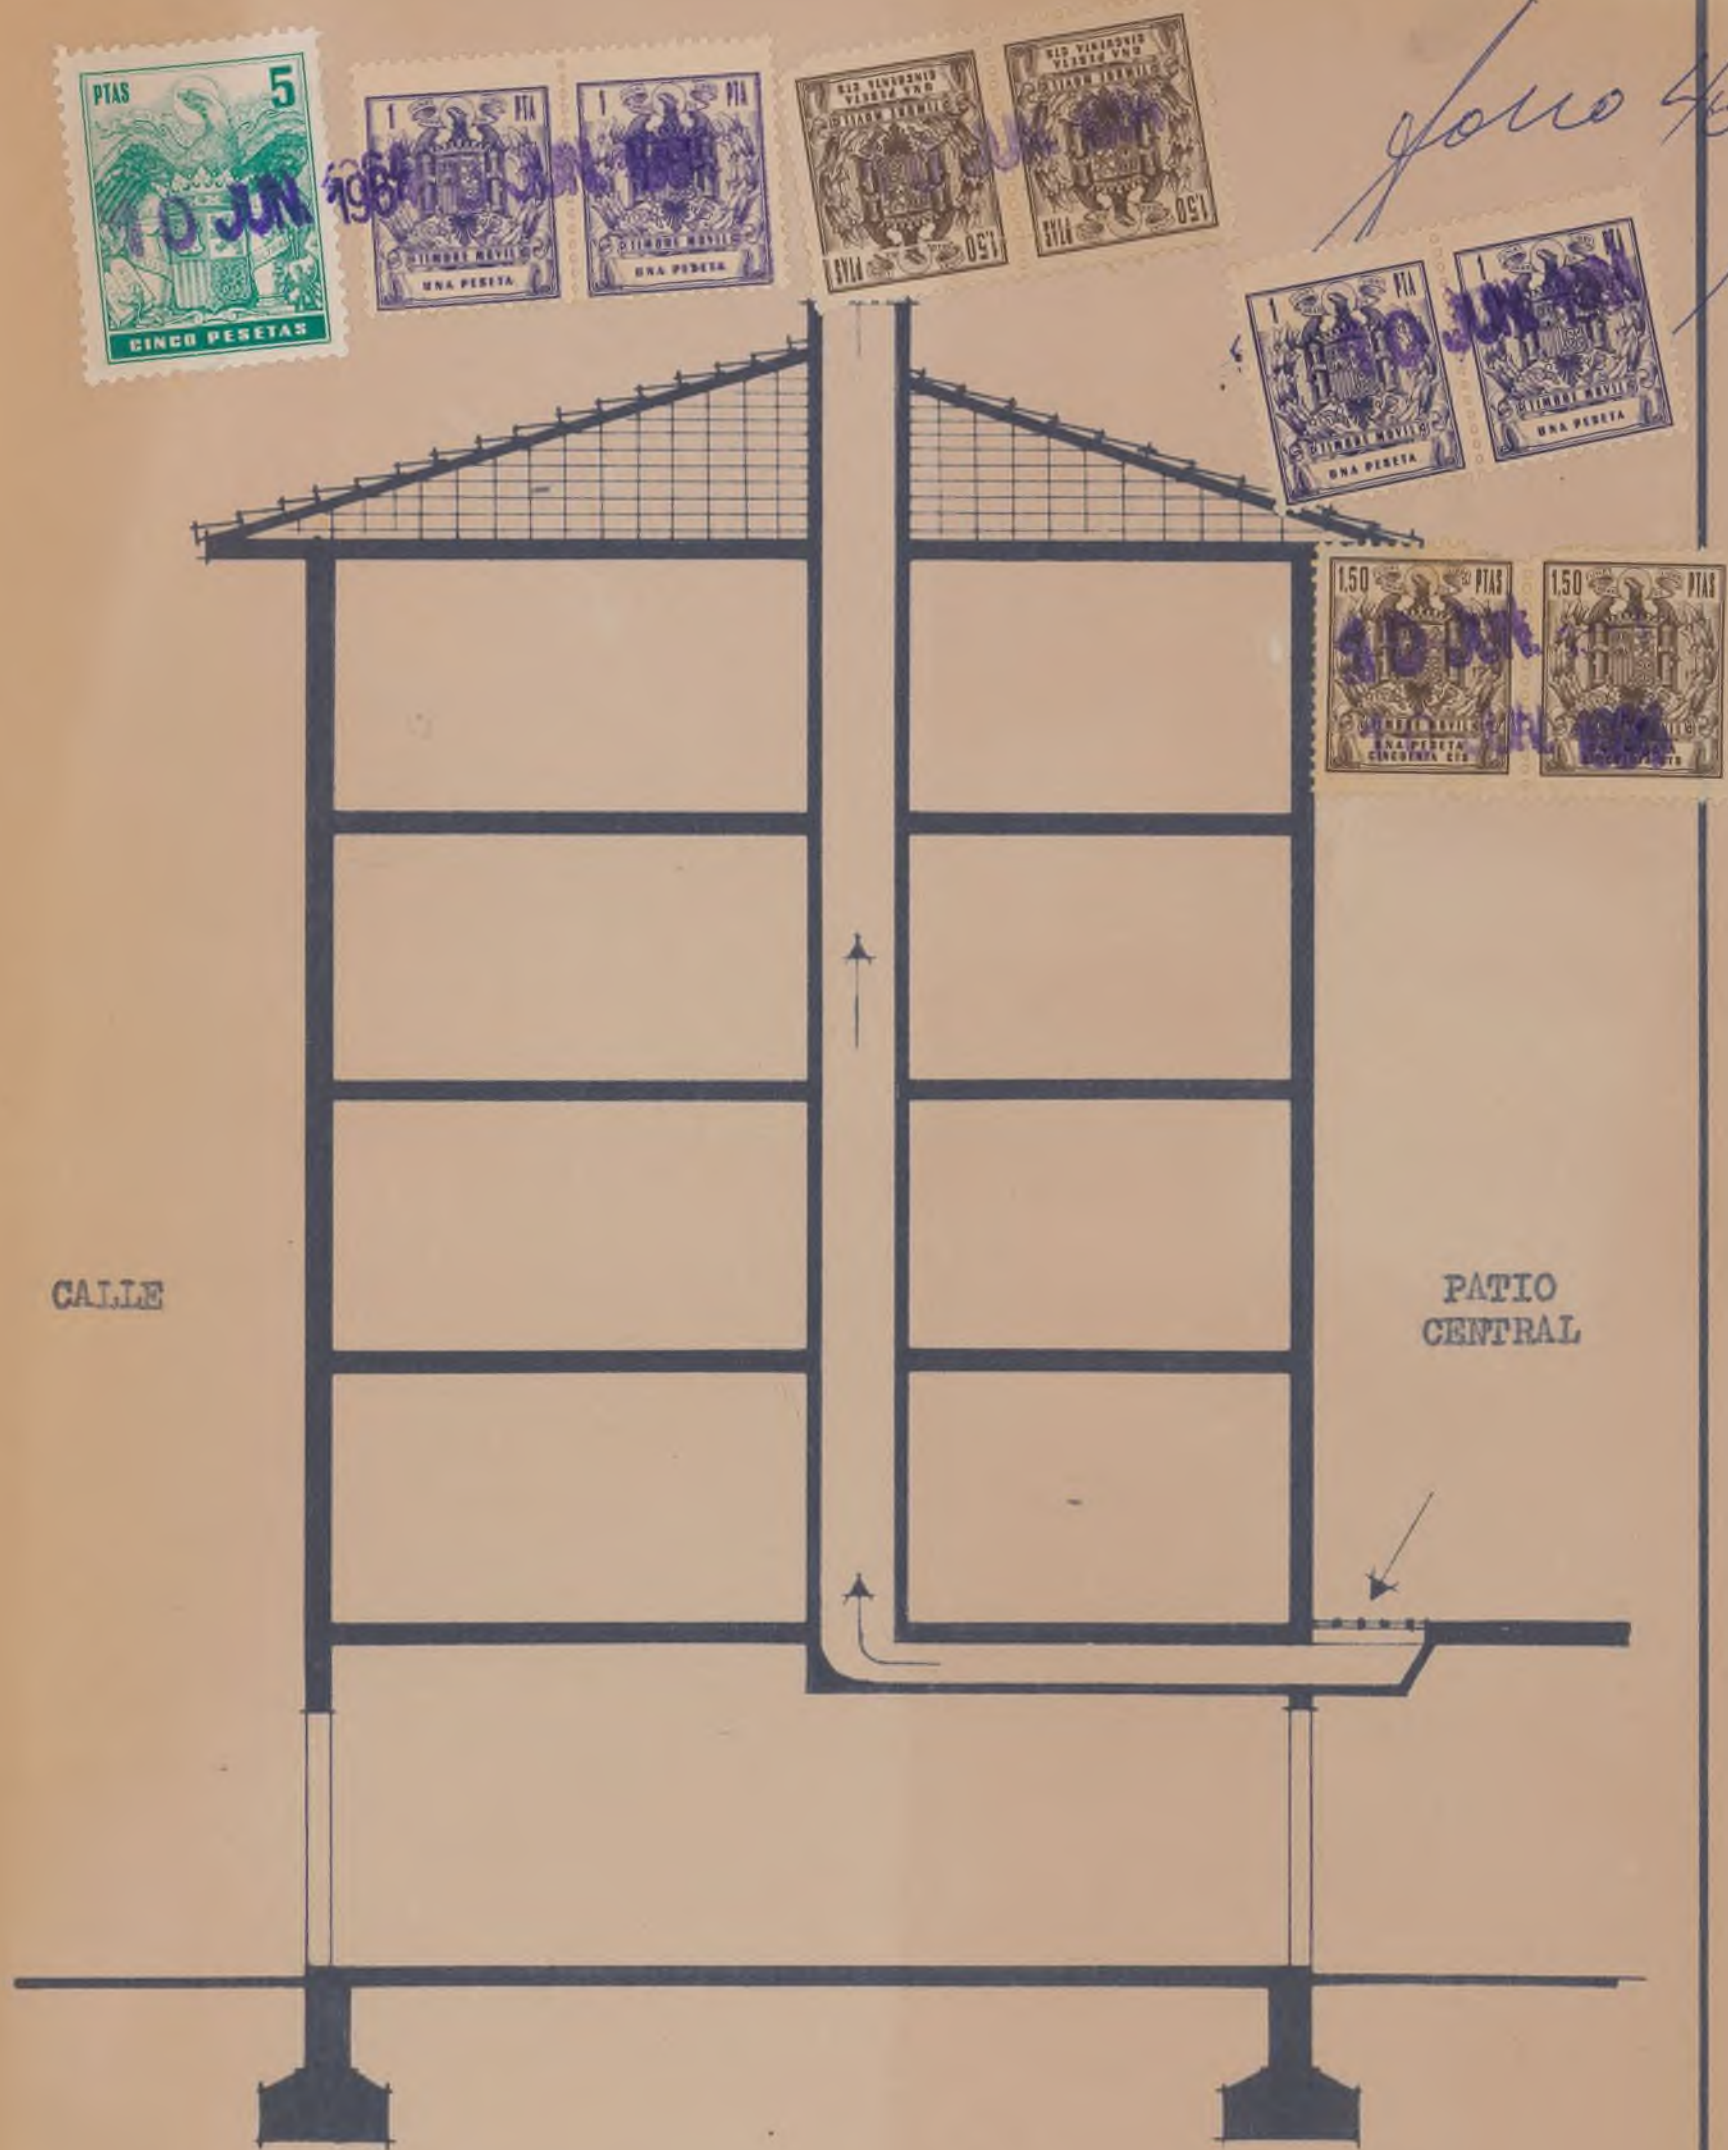 PTAS 5
10 JUN. 196
CINCO PESETAS
1 PTA
TIMBRE MOVIL
UNA PESETA
1 PTA
TIMBRE MOVIL
UNA PESETA
1,50 PTAS
TIMBRE MOVIL
UNA PESETA
CINCUENTA CTS
1,50 PTAS
TIMBRE MOVIL
UNA PESETA
CINCUENTA CTS
1 PTA
TIMBRE MOVIL
UNA PESETA
1 PTA
TIMBRE MOVIL
UNA PESETA
10 JUN
1,50 PTAS
10 JUN.
TIMBRE MOVIL
UNA PESETA
CINCUENTA CTS
1,50 PTAS
CALLE
PATIO
CENTRAL